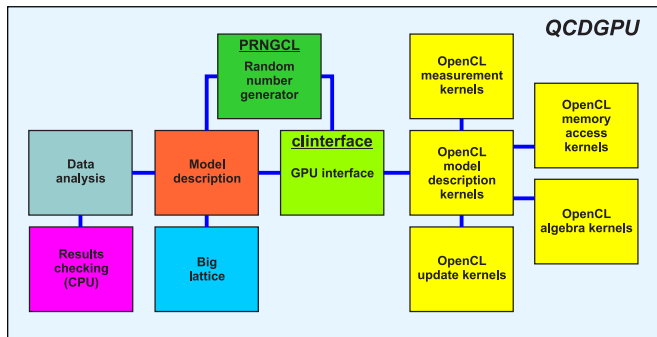 QCDGPU
PRNGCL
Random
number
generator
OpenCL
measurement
kernels
OpenCL
memory
access
kernels
Data
analysis
Model
description
clinterface
GPU interface
OpenCL
model
description
kernels
OpenCL
algebra kernels
Results
checking
(CPU)
Big
lattice
OpenCL
update kernels